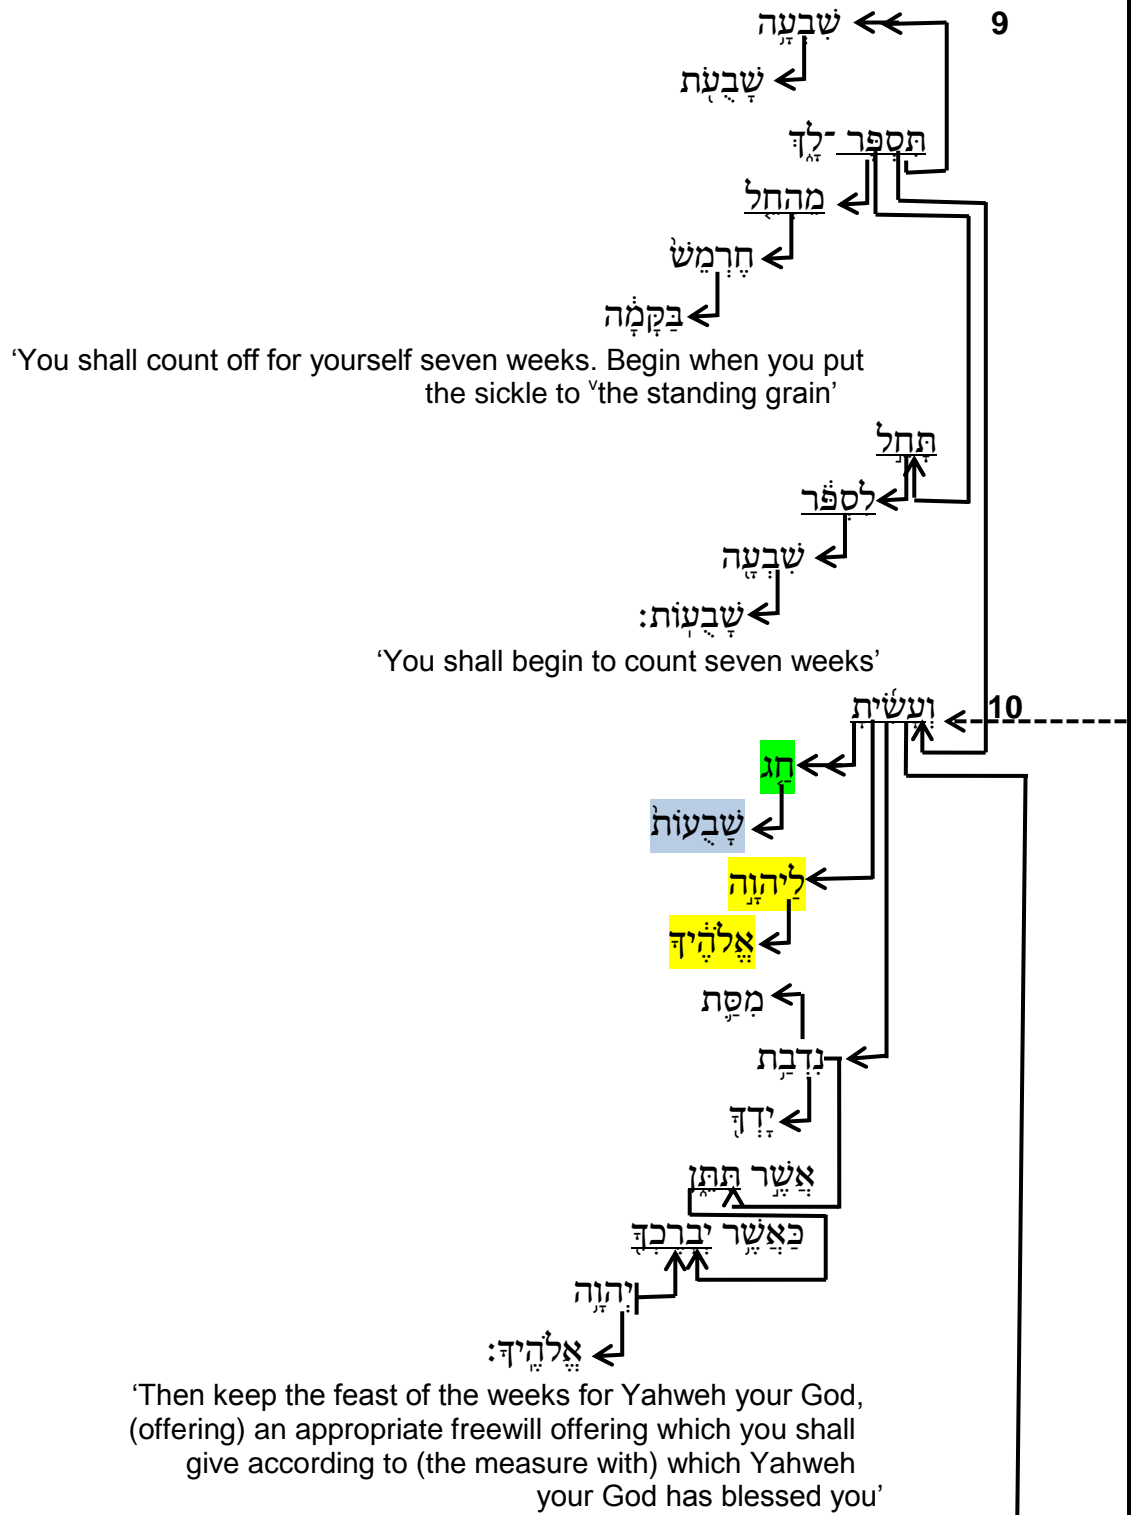 9 שִׁבְעָ֥ה
שָׁבֻעֹ֖ת
תִּסְפָּר ־לָ֑ךְ
מֵהָחֵ֤ל
חֶרְמֵשׁ֙
בַּקָּמָ֔ה
‘You shall count off for yourself seven weeks. Begin when you put
the sickle to ᵛthe standing grain’
תָּחֵ֣ל
לִסְפֹּ֔ר
שִׁבְעָ֖ה
שָׁבֻעֽוֹת׃
‘You shall begin to count seven weeks’
10 וְעָשִׂ֜יתָ
חַ֤ג
שָׁבֻעוֹת֙
לַיהוָ֣ה
אֱלֹהֶ֔יךָ
מִסַּ֛ת
נִדְבַ֥ת
יָדְךָ֖
אֲשֶׁ֣ר תִּתֵּ֑ן
כַּאֲשֶׁ֥ר יְבָרֶכְךָ֖
יְהוָ֥ה
אֱלֹהֶֽיךָ׃
‘Then keep the feast of the weeks for Yahweh your God,
(offering) an appropriate freewill offering which you shall
give according to (the measure with) which Yahweh
your God has blessed you’